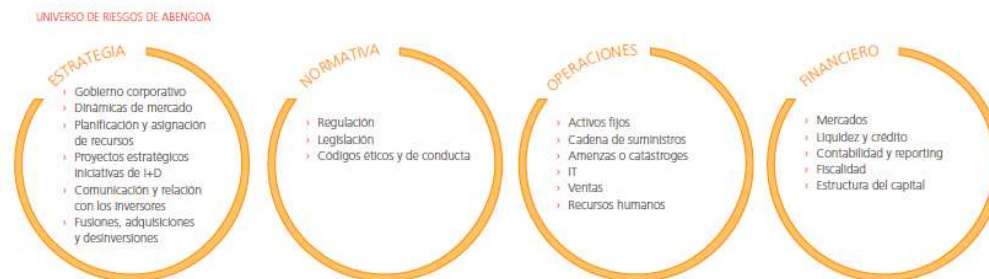 UNIVERSO DE RIESGOS DE ABENGOA
ESTRATEGIA
› Gobierno corporativo
› Dinámicas de mercado
› Planificación y asignación
de recursos
› Proyectos estratégicos
Iniciativas de I+D
› Comunicación y relación
con los inversores
› Fusiones, adquisiciones
y desinversiones
NORMATIVA
› Regulación
› Legislación
› Códigos éticos y de conducta
OPERACIONES
› Activos fijos
› Cadena de suministros
› Amenzas o catástroges
› IT
› Ventas
› Recursos humanos
FINANCIERO
› Mercados
› Liquidez y crédito
› Contabilidad y reporting
› Fiscalidad
› Estructura del capital